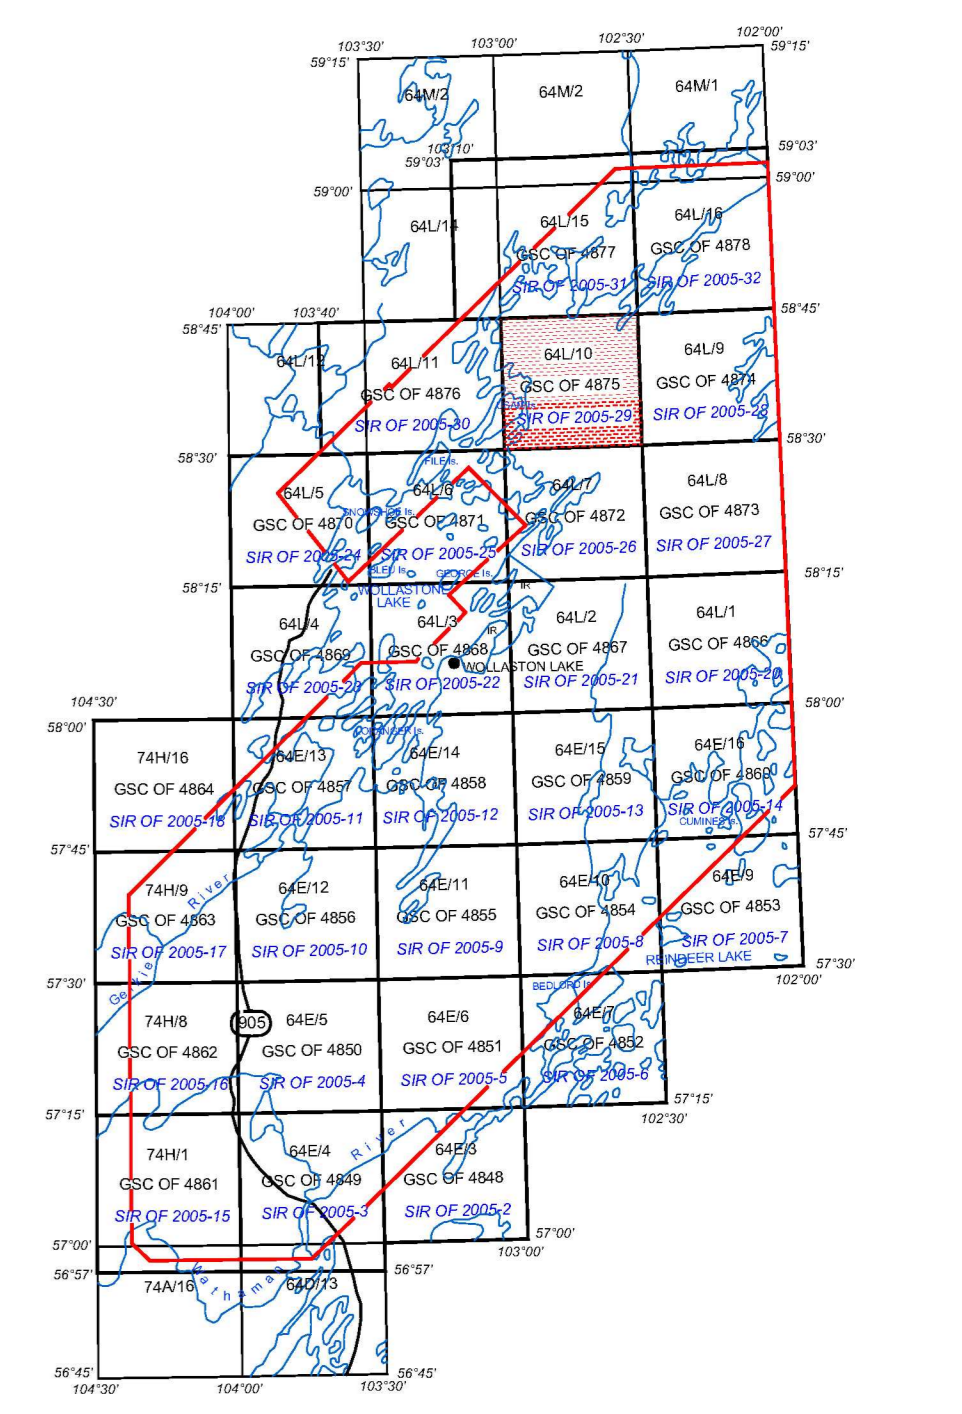 103°30'
103°00'
102°30'
102°00'
59°15'
59°15'
64M/2
64M/2
64M/1
103°10'
59°03'
59°03'
59°00'
59°00'
64L/14
64L/15
GSC OF 4877
SIR OF 2005-31
64L/16
GSC OF 4878
SIR OF 2005-32
104°00'
103°40'
58°45'
58°45'
64L/12
64L/11
GSC OF 4876
SIR OF 2005-30
64L/10
GSC OF 4875
SIR OF 2005-29
64L/9
GSC OF 4874
SIR OF 2005-28
58°30'
58°30'
FILE Is.
64L/5
GSC OF 4870
SIR OF 2005-24
64L/6
SNOWSHOE Is.
GSC OF 4871
SIR OF 2005-25
64L/7
GSC OF 4872
SIR OF 2005-26
64L/8
GSC OF 4873
SIR OF 2005-27
BLEU Is.
GEORGE Is.
58°15'
58°15'
WOLLASTON
LAKE
IR
64L/4
GSC OF 4869
SIR OF 2005-23
64L/3
IR
GSC OF 4868
WOLLASTON LAKE
SIR OF 2005-22
64L/2
GSC OF 4867
SIR OF 2005-21
64L/1
GSC OF 4866
SIR OF 2005-20
104°30'
58°00'
58°00'
74H/16
GSC OF 4864
SIR OF 2005-18
64E/13
GSC OF 4857
SIR OF 2005-11
64E/14
GSC OF 4858
SIR OF 2005-12
64E/15
GSC OF 4859
SIR OF 2005-13
64E/16
GSC OF 4860
SIR OF 2005-14
CUMINES Is.
57°45'
57°45'
74H/9
River
GSC OF 4863
SIR OF 2005-17
64E/12
GSC OF 4856
SIR OF 2005-10
64E/11
GSC OF 4855
SIR OF 2005-9
64E/10
GSC OF 4854
SIR OF 2005-8
64E/9
GSC OF 4853
SIR OF 2005-7
REINDEER LAKE
57°30'
57°30'
102°00'
Geikie
BEDFORD Is.
74H/8
GSC OF 4862
SIR OF 2005-16
905
64E/5
GSC OF 4850
SIR OF 2005-4
64E/6
GSC OF 4851
SIR OF 2005-5
64E/7
GSC OF 4852
SIR OF 2005-6
57°15'
57°15'
102°30'
74H/1
GSC OF 4861
SIR OF 2005-15
River
64E/4
GSC OF 4849
SIR OF 2005-3
64E/3
GSC OF 4848
SIR OF 2005-2
57°00'
57°00'
103°00'
56°57'
56°57'
74A/16
Wathaman
64D/13
56°45'
56°45'
104°30'
104°00'
103°30'